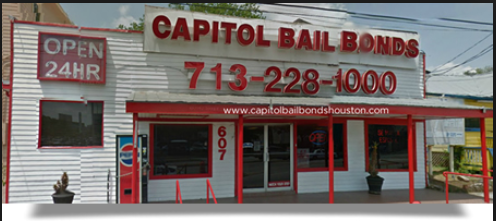 CAPITOL BAIL BONDS
OPEN
24HR
713-228-1000
www.capitolbailbondshouston.com
607